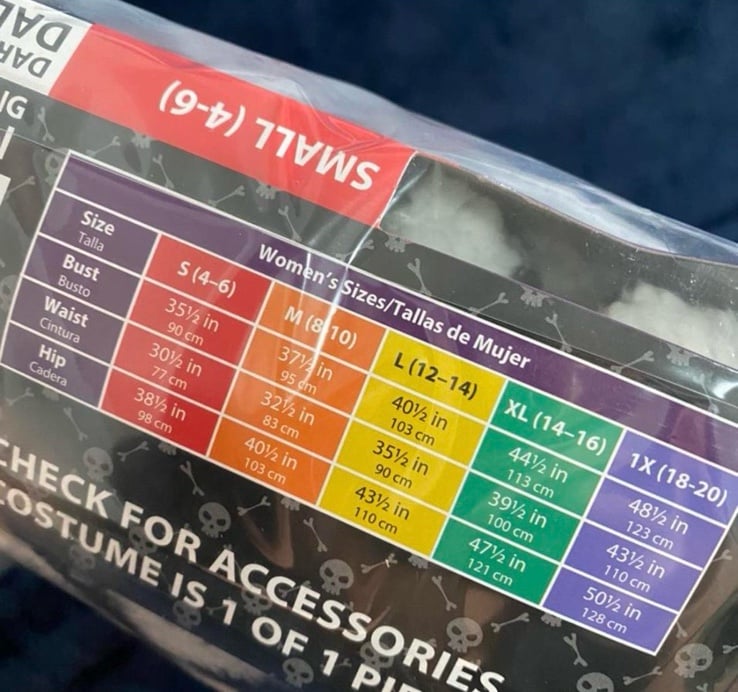 SMALL (4-6)
Women's Sizes/Tallas de Mujer
Size S (4–6) M (8-10) L (12–14) XL (14–16) 1X (18-20)
Talla
Bust 35½ in 37½ in 40½ in 44½ in 48½ in
Busto 90 cm 95 cm 103 cm 113 cm 123 cm
Waist 30½ in 32½ in 35½ in 39½ in 43½ in
Cintura 77 cm 83 cm 90 cm 100 cm 110 cm
Hip 38½ in 40½ in 43½ in 47½ in 50½ in
Cadera 98 cm 103 cm 110 cm 121 cm 128 cm
CHECK FOR ACCESSORIES
COSTUME IS 1 OF 1